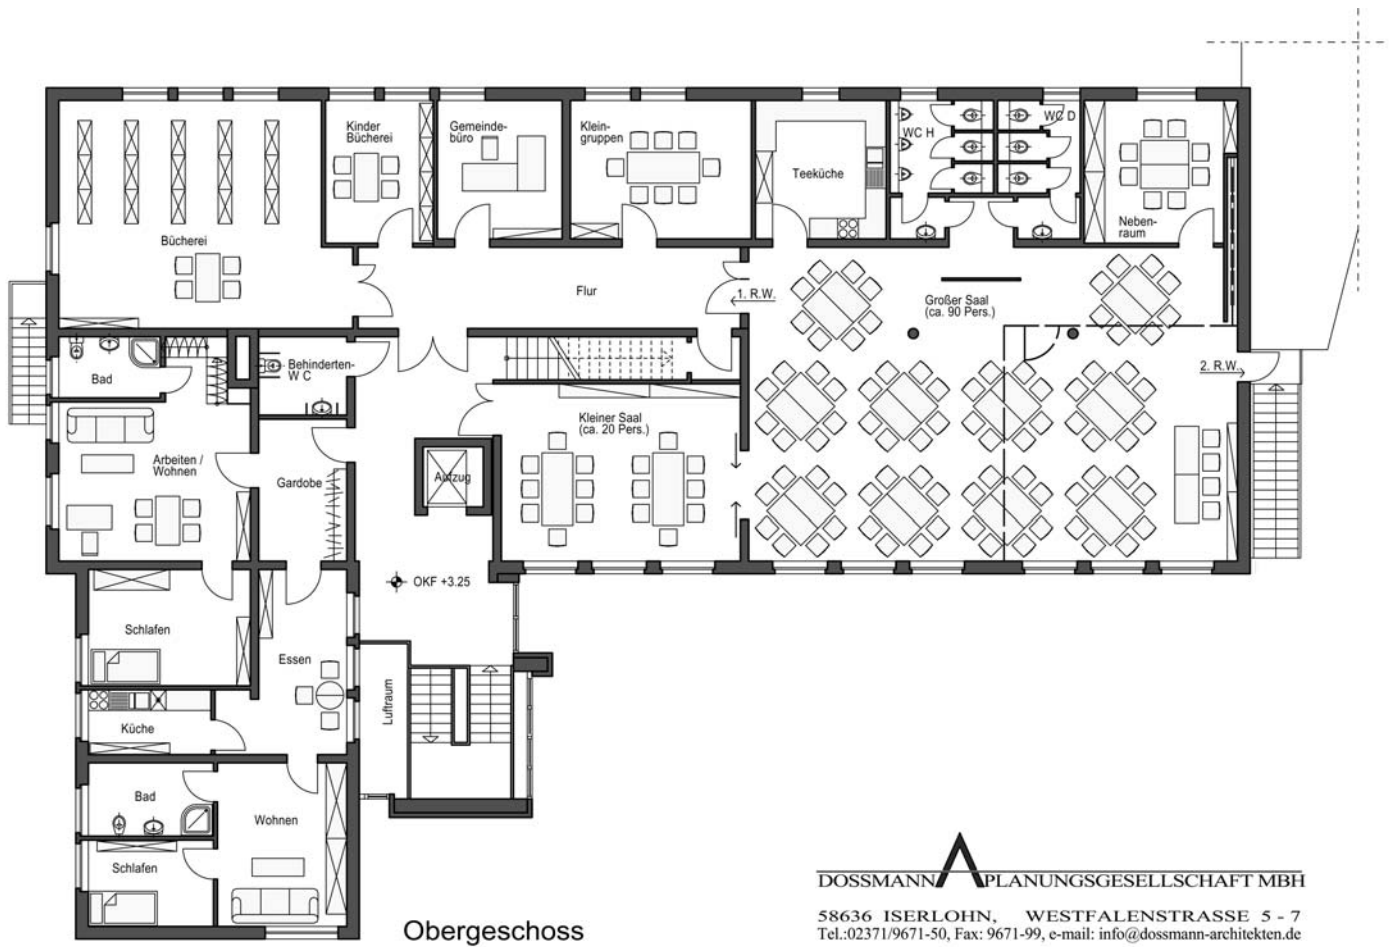 Kinder
Bücherei
Gemeinde-
büro
Klein-
gruppen
Teeküche
WC H
WC D
Neben-
raum
Bücherei
Flur
1. R.W.
Großer Saal
(ca. 90 Pers.)
2. R.W.
Bad
Behinderten-
W C
Kleiner Saal
(ca. 20 Pers.)
Arbeiten /
Wohnen
Gardobe
Aufzug
OKF +3.25
Schlafen
Essen
Luftraum
Küche
Bad
Wohnen
Schlafen
Obergeschoss
DOSSMANN A PLANUNGSGESELLSCHAFT MBH
58636 ISERLOHN, WESTFALENSTRASSE 5 - 7
Tel.:02371/9671-50, Fax: 9671-99, e-mail: info@dossmann-architekten.de